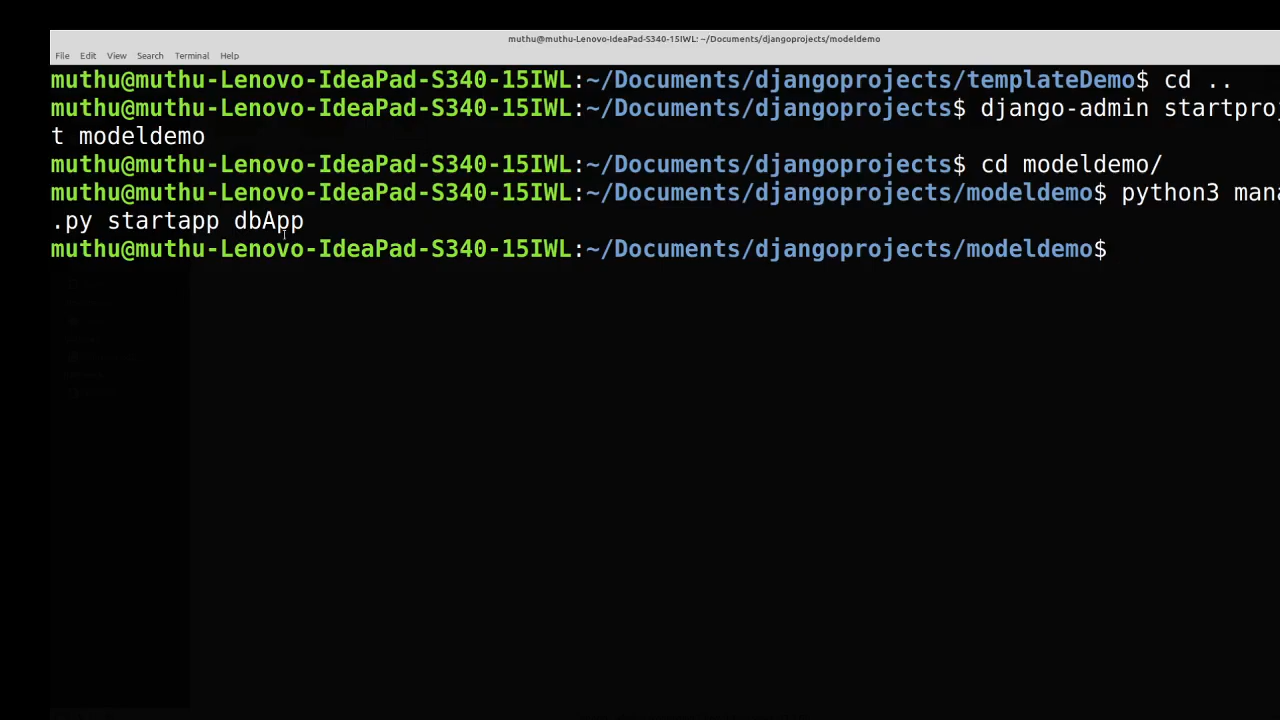 muthu@muthu-Lenovo-IdeaPad-S340-15IWL: ~/Documents/djangoprojects/modeldemo
File Edit View Search Terminal Help
muthu@muthu-Lenovo-IdeaPad-S340-15IWL:~/Documents/djangoprojects/templateDemo$ cd ..
muthu@muthu-Lenovo-IdeaPad-S340-15IWL:~/Documents/djangoprojects$ django-admin startproj
t modeldemo
muthu@muthu-Lenovo-IdeaPad-S340-15IWL:~/Documents/djangoprojects$ cd modeldemo/
muthu@muthu-Lenovo-IdeaPad-S340-15IWL:~/Documents/djangoprojects/modeldemo$ python3 mana
.py startapp dbApp
muthu@muthu-Lenovo-IdeaPad-S340-15IWL:~/Documents/djangoprojects/modeldemo$